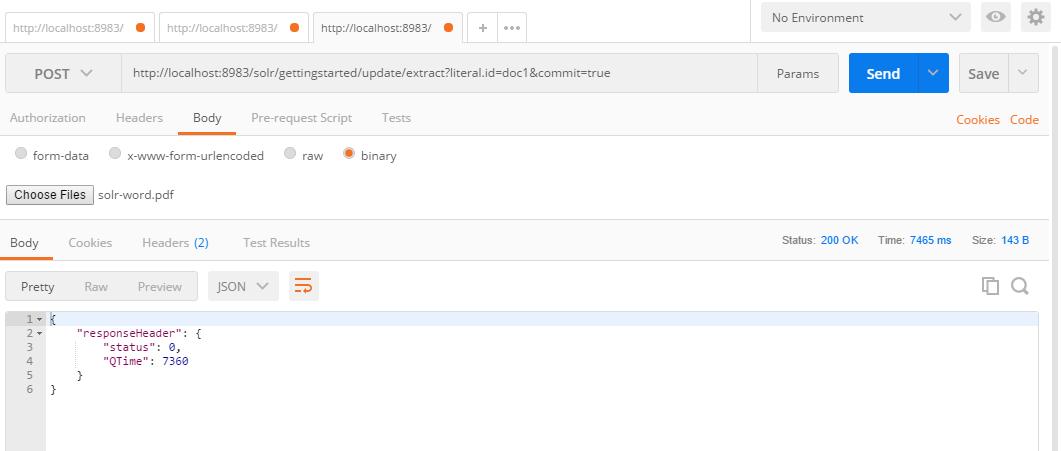 http://localhost:8983/ http://localhost:8983/ http://localhost:8983/ + ••• No Environment
POST http://localhost:8983/solr/gettingstarted/update/extract?literal.id=doc1&commit=true Params Send Save
Authorization Headers Body Pre-request Script Tests Cookies Code
form-data x-www-form-urlencoded raw binary
Choose Files solr-word.pdf
Body Cookies Headers (2) Test Results Status: 200 OK Time: 7465 ms Size: 143 B
Pretty Raw Preview JSON
1 {
2 "responseHeader": {
3 "status": 0,
4 "QTime": 7360
5 }
6 }